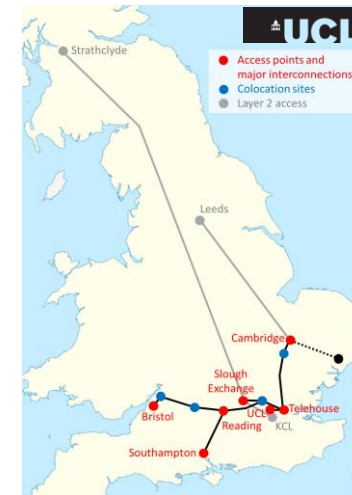 UCL
Access points and
major interconnections
Colocation sites
Layer 2 access
Strathclyde
Leeds
Cambridge
Slough
Exchange
UCL
Telehouse
KCL
Bristol
Reading
Southampton